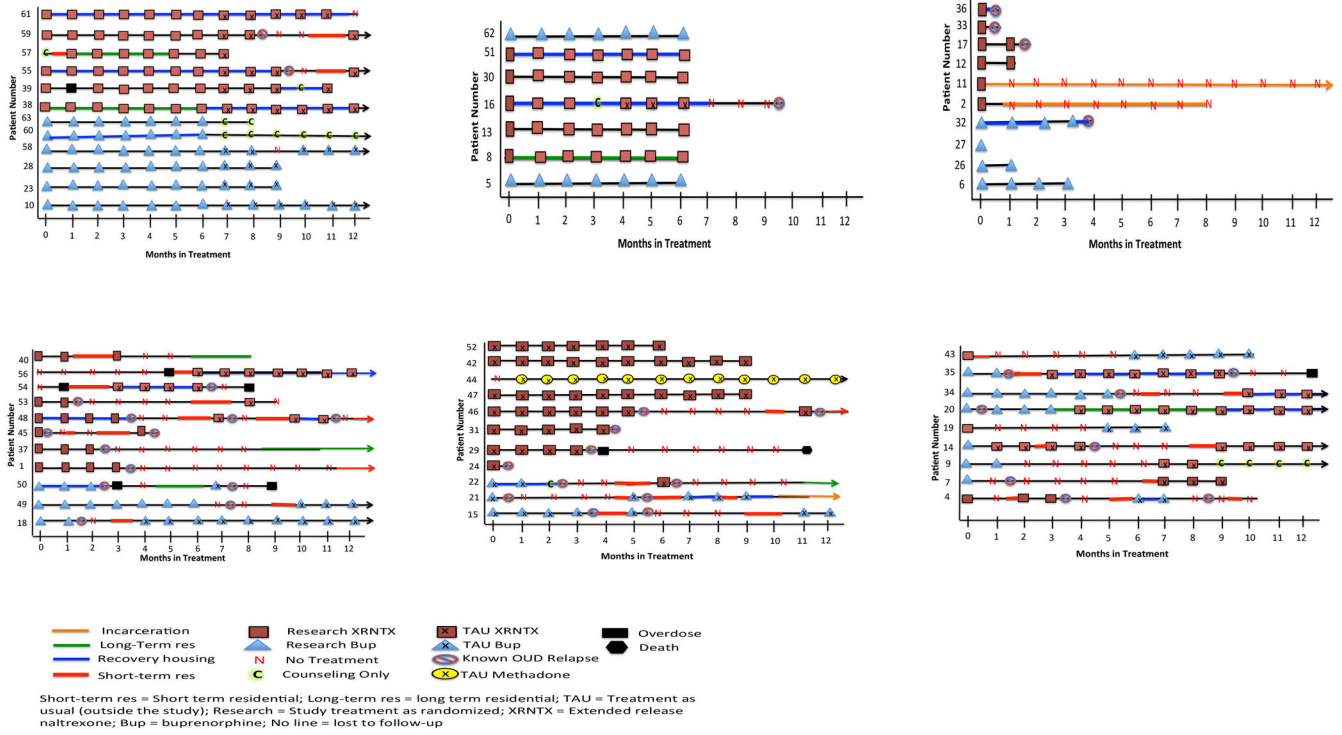 Patient Number
61 N
59 N N
57 C
55 N
39 C
38
63 C C
60 C C C C C C
58 N
28
23
10
0 1 2 3 4 5 6 7 8 9 10 11 12
Months in Treatment
Patient Number
62
51
30
16 C N N N
13
8
5
0 1 2 3 4 5 6 7 8 9 10 11 12
Months in Treatment
Patient Number
36
33
17
12
11 N N N N N N N N N N N N
2 N N N N N N N N
32
27
26
6
0 1 2 3 4 5 6 7 8 9 10 11 12
Months in Treatment
Patient Number
40 N N
56 N N N N N
54 N N
53 N N N N N
48 N N N N
45 N N
37 N N N N N N
1 N N N N N N N N
50 N N
49 N N
18 N
0 1 2 3 4 5 6 7 8 9 10 11 12
Months in Treatment
Patient Number
52
42
44 N
47
46 N N N N N
31
29 N N N N N N N
24
22 C N N N N N N
21 N N N N
15 N N N
0 1 2 3 4 5 6 7 8 9 10 11 12
Months in Treatment
Patient Number
43 N N N N N
35 N N N
34 N N N N
20 N N
19 N N N N
14 N N N
9 N N N N N C C C C
7 N N N N N
4 N N N N N
0 1 2 3 4 5 6 7 8 9 10 11 12
Months in Treatment
Incarceration Research XRNTX X TAU XRNTX Overdose
Long-Term res Research Bup X TAU Bup Death
Recovery housing N No Treatment Known OUD Relapse
Short-term res C Counseling Only X TAU Methadone
Short-term res = Short term residential; Long-term res = long term residential; TAU = Treatment as
usual (outside the study); Research = Study treatment as randomized; XRNTX = Extended release
naltrexone; Bup = buprenorphine; No line = lost to follow-up